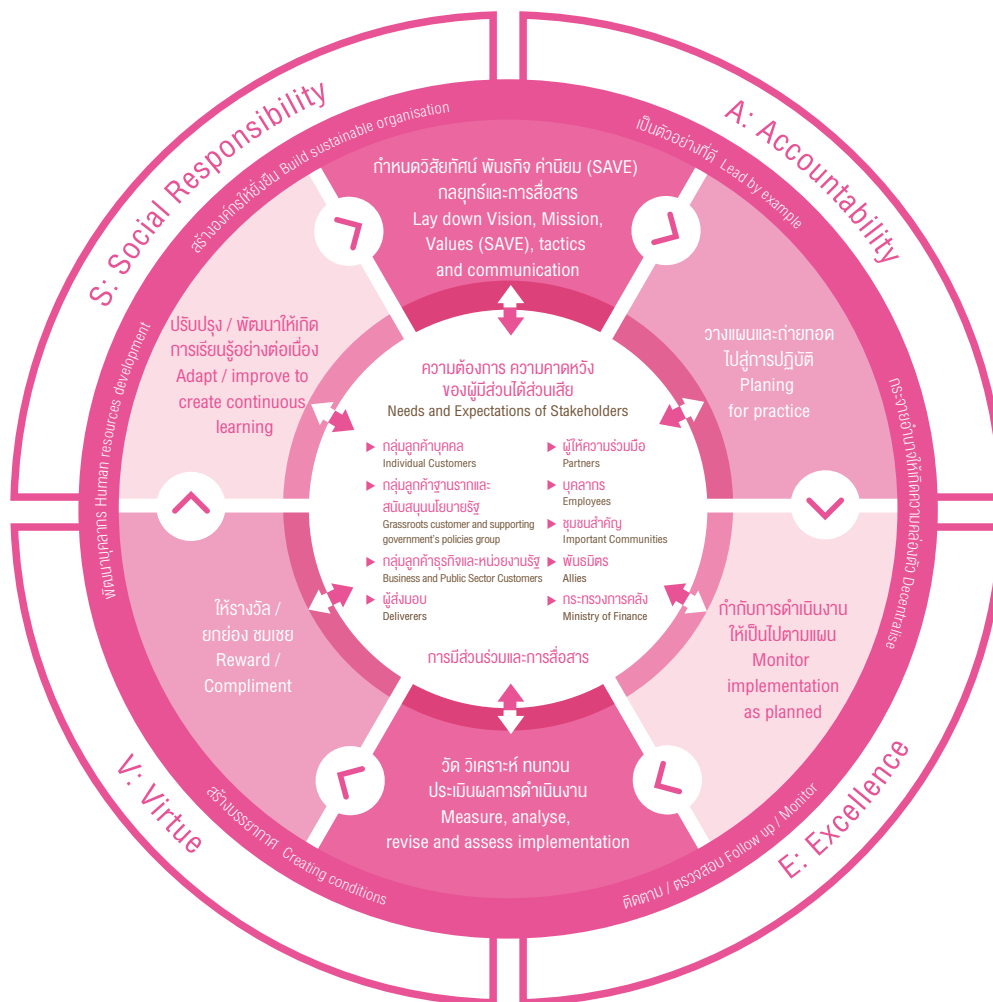 S: Social Responsibility
A: Accountability
E: Excellence
V: Virtue
สร้างองค์กรให้ยั่งยืน Build sustainable organisation
เป็นตัวอย่างที่ดี Lead by example
กระจายอำนาจให้เกิดความคล่องตัว Decentralise
ติดตาม / ตรวจสอบ Follow up / Monitor
สร้างบรรยากาศ Creating conditions
พัฒนาบุคลากร Human resources development
กำหนดวิสัยทัศน์ พันธกิจ ค่านิยม (SAVE)
กลยุทธ์และการสื่อสาร
Lay down Vision, Mission,
Values (SAVE), tactics
and communication
วางแผนและถ่ายทอด
ไปสู่การปฏิบัติ
Planing
for practice
กำกับการดำเนินงาน
ให้เป็นไปตามแผน
Monitor
implementation
as planned
วัด วิเคราะห์ ทบทวน
ประเมินผลการดำเนินงาน
Measure, analyse,
revise and assess implementation
ให้รางวัล /
ยกย่อง ชมเชย
Reward /
Compliment
ปรับปรุง / พัฒนาให้เกิด
การเรียนรู้อย่างต่อเนื่อง
Adapt / improve to
create continuous
learning
ความต้องการ ความคาดหวัง
ของผู้มีส่วนได้ส่วนเสีย
Needs and Expectations of Stakeholders
กลุ่มลูกค้าบุคคล
Individual Customers
กลุ่มลูกค้าฐานรากและ
สนับสนุนนโยบายรัฐ
Grassroots customer and supporting
government's policies group
กลุ่มลูกค้าธุรกิจและหน่วยงานรัฐ
Business and Public Sector Customers
ผู้ส่งมอบ
Deliverers
ผู้ให้ความร่วมมือ
Partners
บุคลากร
Employees
ชุมชนสำคัญ
Important Communities
พันธมิตร
Allies
กระทรวงการคลัง
Ministry of Finance
การมีส่วนร่วมและการสื่อสาร